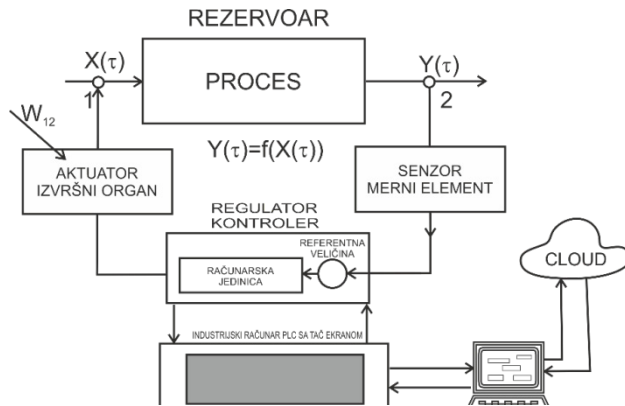 REZERVOAR
X(τ)
PROCES
Y(τ)
1
2
W₁₂
Y(τ)=f(X(τ))
AKTUATOR
IZVRŠNI ORGAN
SENZOR
MERNI ELEMENT
REGULATOR
KONTROLER
REFERENTNA
VELIČINA
RAČUNARSKA
JEDINICA
CLOUD
INDUSTRIJSKI RAČUNAR PLC SA TAČ EKRANOM